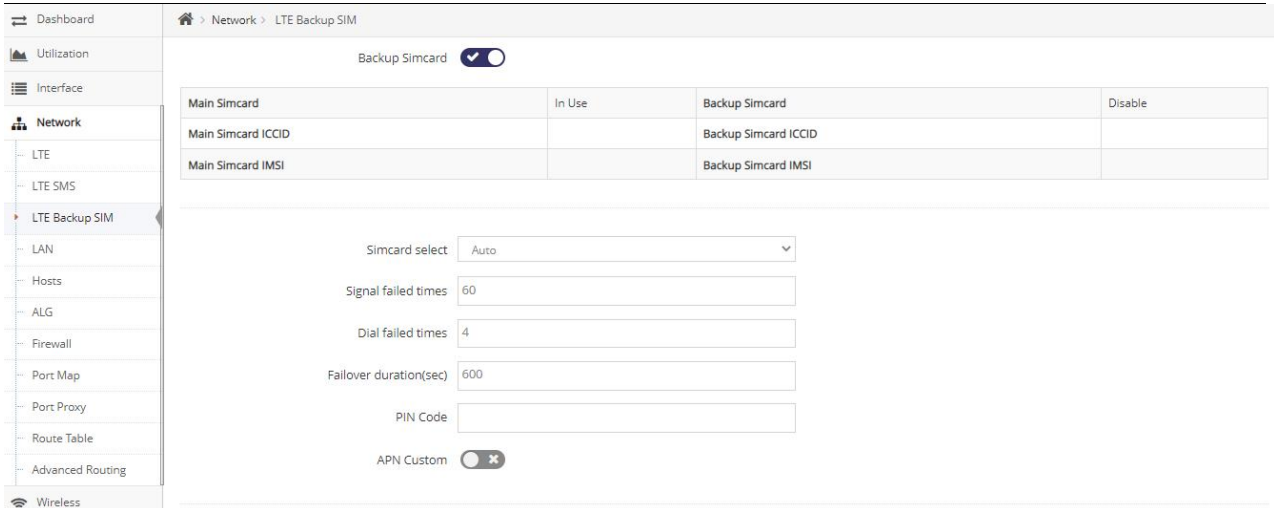 Dashboard
Utilization
Interface
Network
LTE
LTE SMS
LTE Backup SIM
LAN
Hosts
ALG
Firewall
Port Map
Port Proxy
Route Table
Advanced Routing
Wireless
> Network > LTE Backup SIM
Backup Simcard
Main Simcard In Use Backup Simcard Disable
Main Simcard ICCID Backup Simcard ICCID
Main Simcard IMSI Backup Simcard IMSI
Simcard select Auto
Signal failed times 60
Dial failed times 4
Failover duration(sec) 600
PIN Code
APN Custom